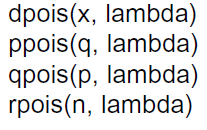 dpois(x, lambda)
ppois(q, lambda)
qpois(p, lambda)
rpois(n, lambda)